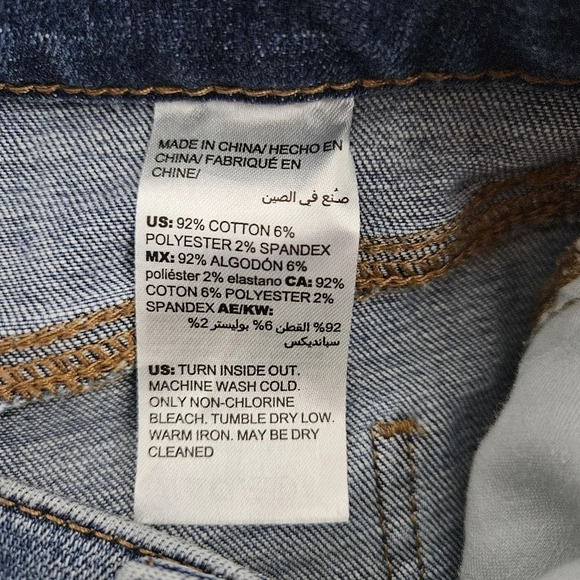 MADE IN CHINA/ HECHO EN
CHINA/ FABRIQUÉ EN
CHINE/
صُنع في الصين
US: 92% COTTON 6%
POLYESTER 2% SPANDEX
MX: 92% ALGODÓN 6%
poliéster 2% elastano CA: 92%
COTON 6% POLYESTER 2%
SPANDEX AE/KW:
92% القطن 6% بوليستر 2%
سبانديكس
US: TURN INSIDE OUT.
MACHINE WASH COLD.
ONLY NON-CHLORINE
BLEACH. TUMBLE DRY LOW.
WARM IRON. MAY BE DRY
CLEANED